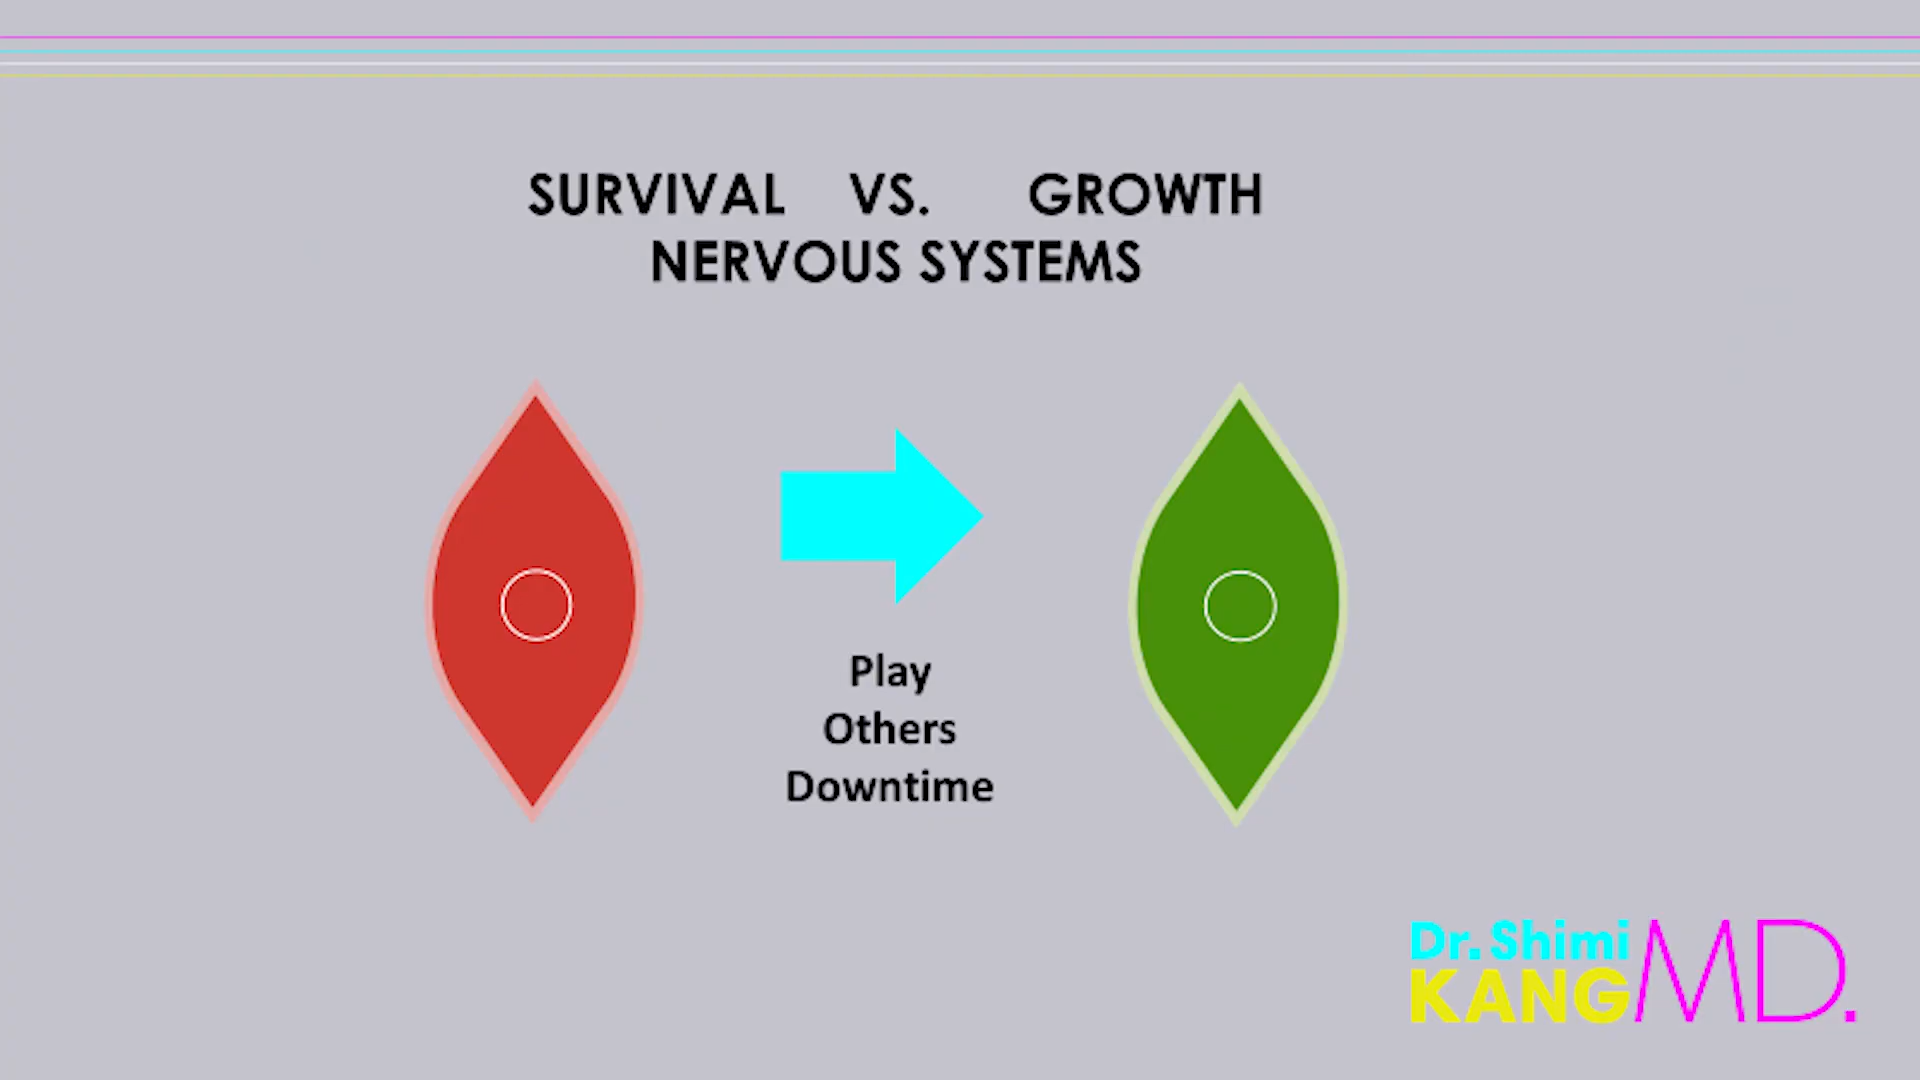 SURVIVAL VS. GROWTH
NERVOUS SYSTEMS
Play
Others
Downtime
Dr. Shimi
KANG MD.